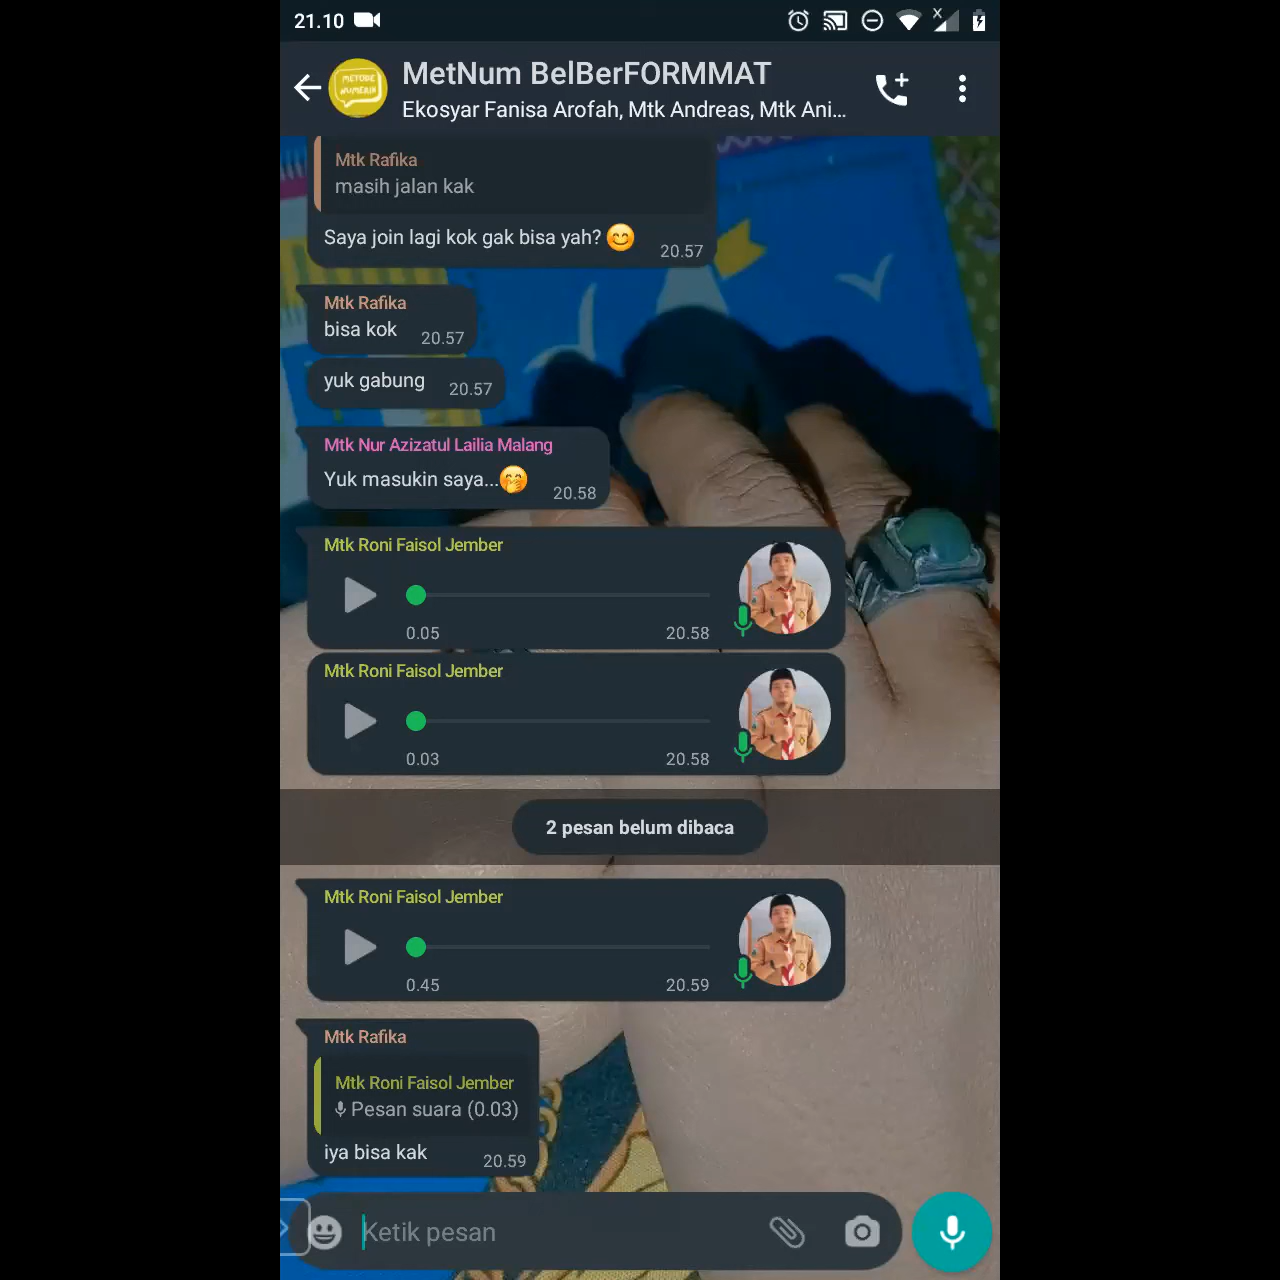 21.10
METODE
NUMERIK
MetNum BelBerFORMMAT
Ekosyar Fanisa Arofah, Mtk Andreas, Mtk Ani...
Mtk Rafika
masih jalan kak
Saya join lagi kok gak bisa yah? 😊
20.57
Mtk Rafika
bisa kok
20.57
yuk gabung
20.57
Mtk Nur Azizatul Lailia Malang
Yuk masukin saya...🤭
20.58
Mtk Roni Faisol Jember
0.05
20.58
Mtk Roni Faisol Jember
0.03
20.58
2 pesan belum dibaca
Mtk Roni Faisol Jember
0.45
20.59
Mtk Rafika
Mtk Roni Faisol Jember
Pesan suara (0.03)
iya bisa kak
20.59
Ketik pesan